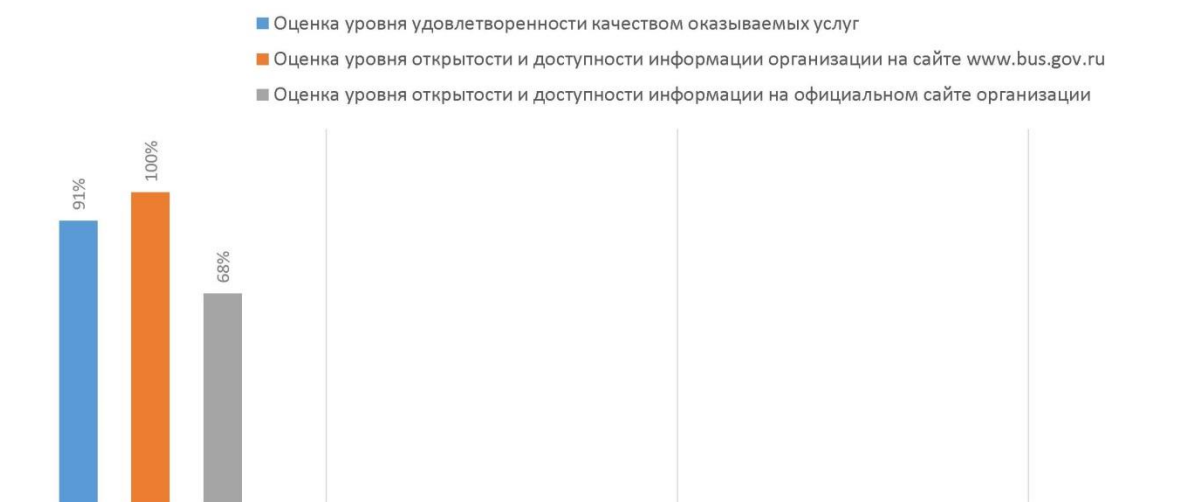 Оценка уровня удовлетворенности качеством оказываемых услуг
Оценка уровня открытости и доступности информации организации на сайте www.bus.gov.ru
Оценка уровня открытости и доступности информации на официальном сайте организации
91%
100%
68%